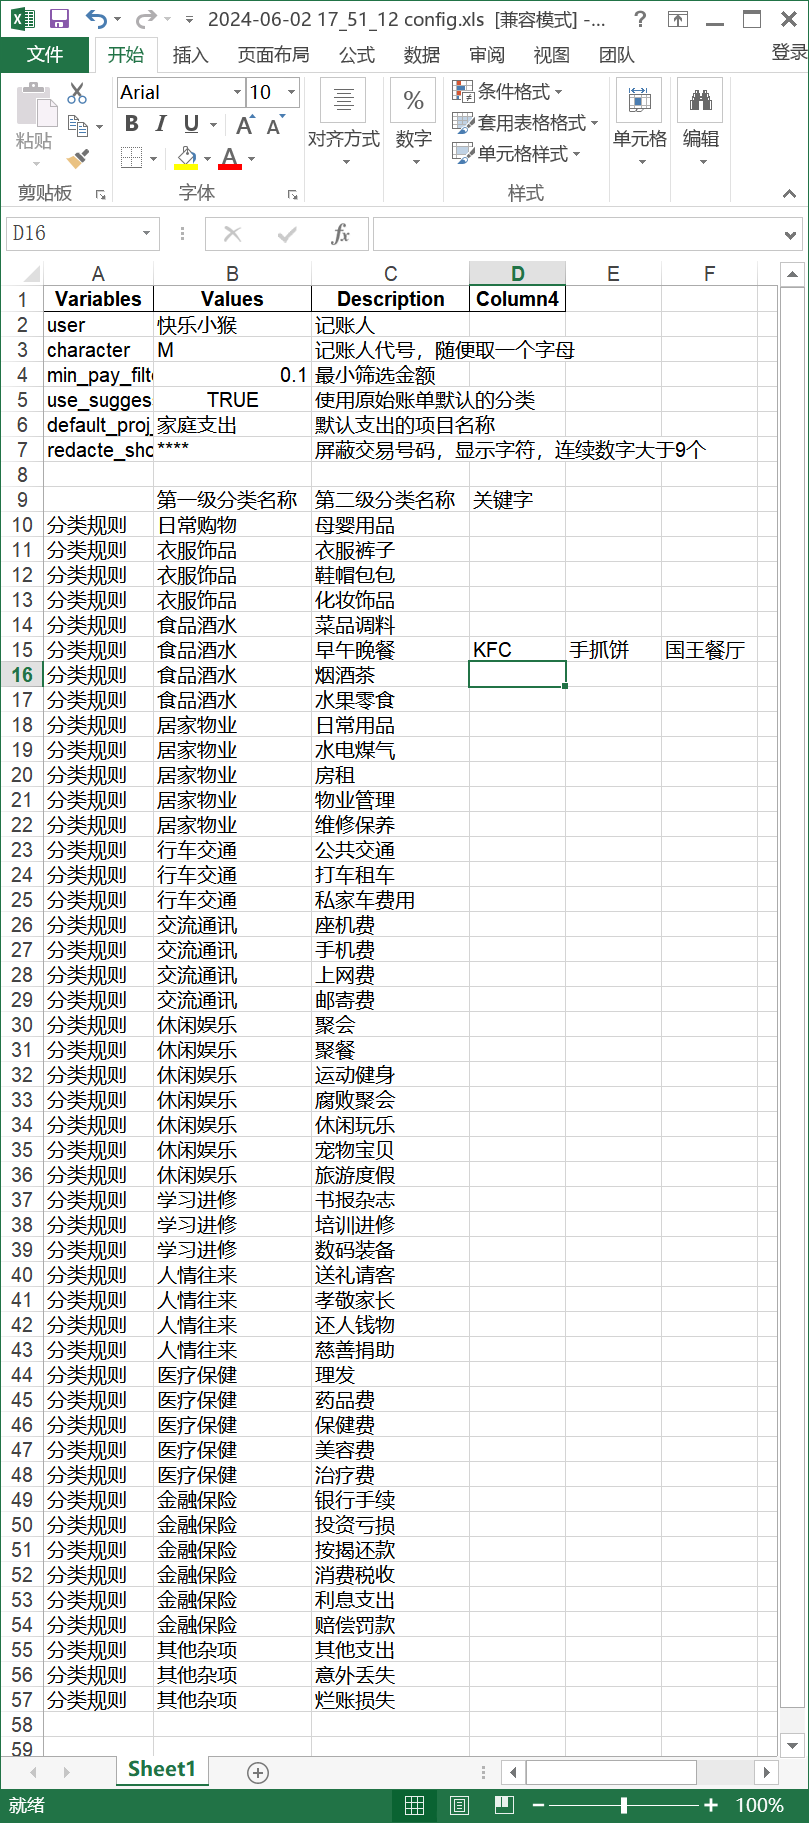 2024-06-02 17_51_12 config.xls [兼容模式] -... ?
文件 开始 插入 页面布局 公式 数据 审阅 视图 团队 登录
粘贴 Arial 10 B I U A A A 对齐方式 % 数字 条件格式 套用表格格式 单元格样式 单元格 编辑
剪贴板 字体 样式
D16 fx
A B C D E F
1 Variables Values Description Column4
2 user 快乐小猴 记账人
3 character M 记账人代号，随便取一个字母
4 min_pay_filt 0.1 最小筛选金额
5 use_sugges TRUE 使用原始账单默认的分类
6 default_proj_ 家庭支出 默认支出的项目名称
7 redacte_sho **** 屏蔽交易号码，显示字符，连续数字大于9个
8
9 第一级分类名称 第二级分类名称 关键字
10 分类规则 日常购物 母婴用品
11 分类规则 衣服饰品 衣服裤子
12 分类规则 衣服饰品 鞋帽包包
13 分类规则 衣服饰品 化妆饰品
14 分类规则 食品酒水 菜品调料
15 分类规则 食品酒水 早午晚餐 KFC 手抓饼 国王餐厅
16 分类规则 食品酒水 烟酒茶
17 分类规则 食品酒水 水果零食
18 分类规则 居家物业 日常用品
19 分类规则 居家物业 水电煤气
20 分类规则 居家物业 房租
21 分类规则 居家物业 物业管理
22 分类规则 居家物业 维修保养
23 分类规则 行车交通 公共交通
24 分类规则 行车交通 打车租车
25 分类规则 行车交通 私家车费用
26 分类规则 交流通讯 座机费
27 分类规则 交流通讯 手机费
28 分类规则 交流通讯 上网费
29 分类规则 交流通讯 邮寄费
30 分类规则 休闲娱乐 聚会
31 分类规则 休闲娱乐 聚餐
32 分类规则 休闲娱乐 运动健身
33 分类规则 休闲娱乐 腐败聚会
34 分类规则 休闲娱乐 休闲玩乐
35 分类规则 休闲娱乐 宠物宝贝
36 分类规则 休闲娱乐 旅游度假
37 分类规则 学习进修 书报杂志
38 分类规则 学习进修 培训进修
39 分类规则 学习进修 数码装备
40 分类规则 人情往来 送礼请客
41 分类规则 人情往来 孝敬家长
42 分类规则 人情往来 还人钱物
43 分类规则 人情往来 慈善捐助
44 分类规则 医疗保健 理发
45 分类规则 医疗保健 药品费
46 分类规则 医疗保健 保健费
47 分类规则 医疗保健 美容费
48 分类规则 医疗保健 治疗费
49 分类规则 金融保险 银行手续
50 分类规则 金融保险 投资亏损
51 分类规则 金融保险 按揭还款
52 分类规则 金融保险 消费税收
53 分类规则 金融保险 利息支出
54 分类规则 金融保险 赔偿罚款
55 分类规则 其他杂项 其他支出
56 分类规则 其他杂项 意外丢失
57 分类规则 其他杂项 烂账损失
58
59
Sheet1
就绪 100%